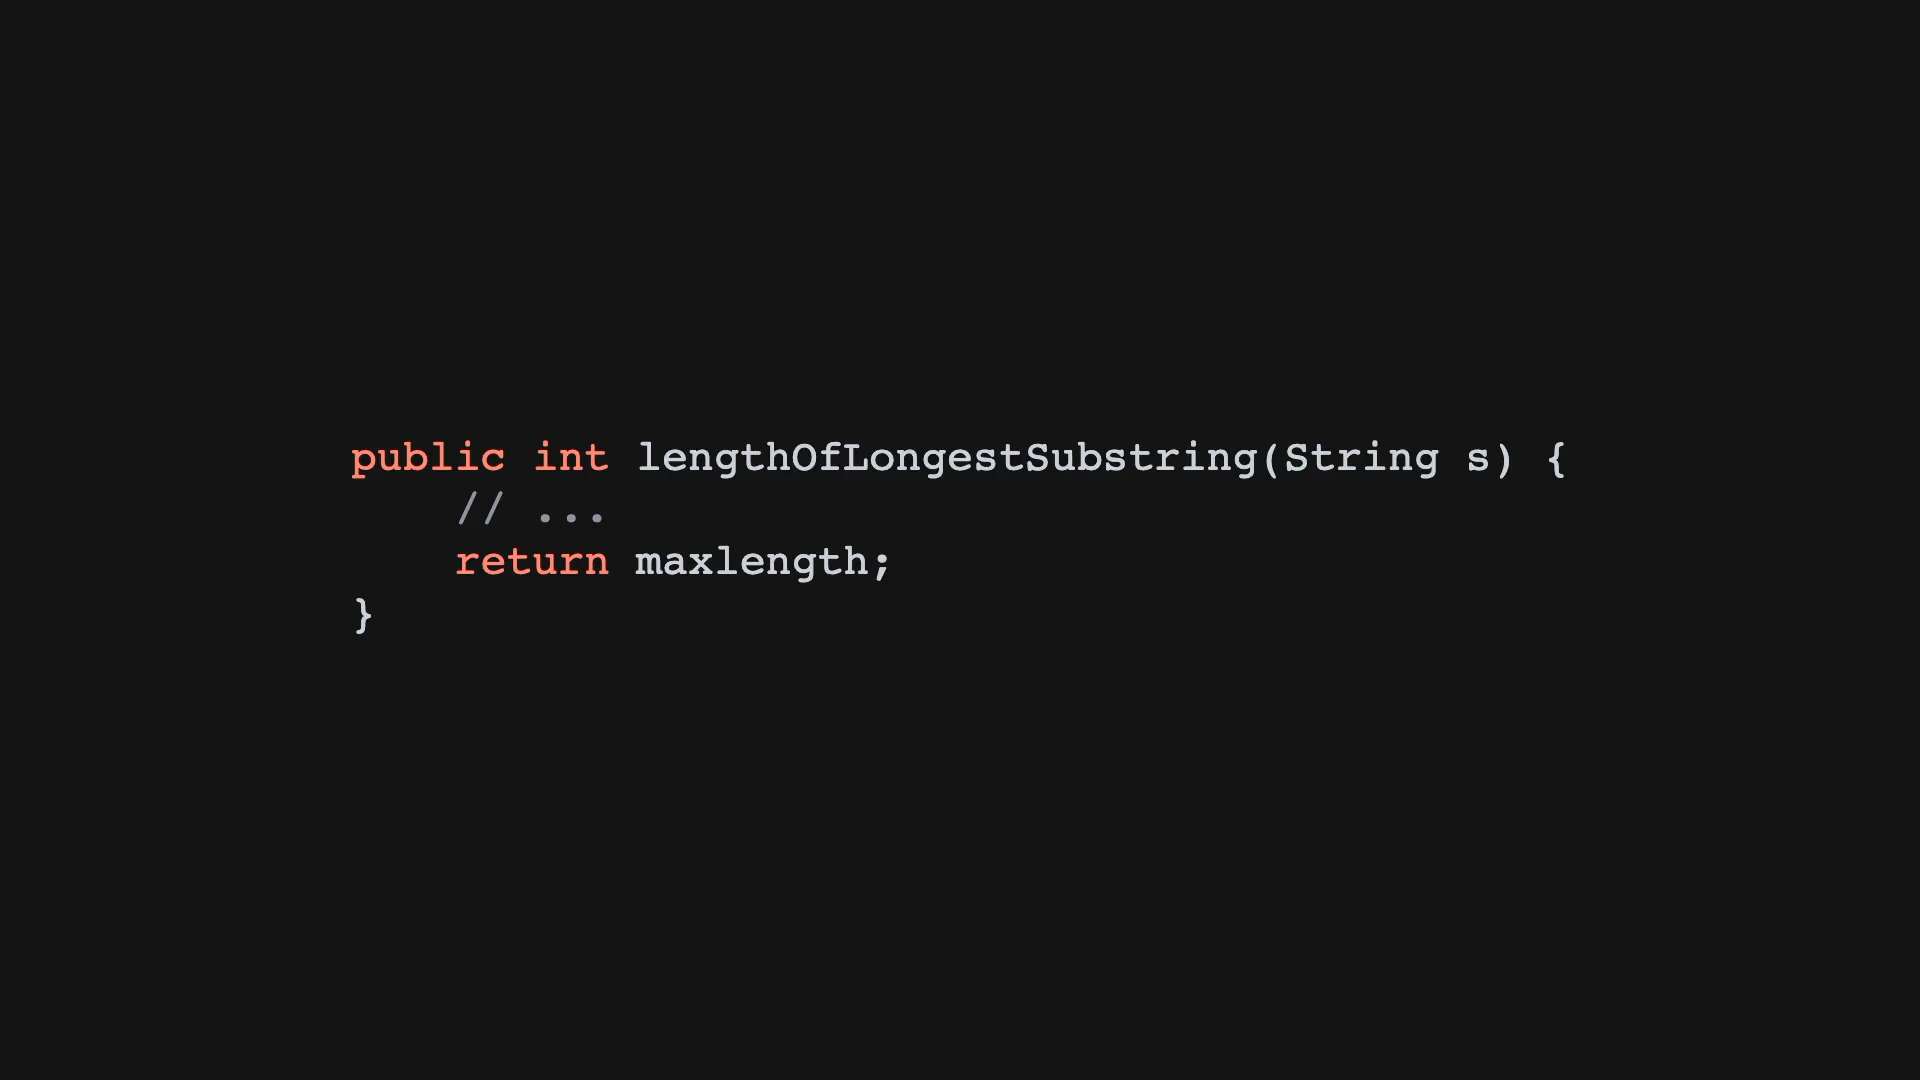 public int lengthOfLongestSubstring(String s) {
    // ...
    return maxlength;
}